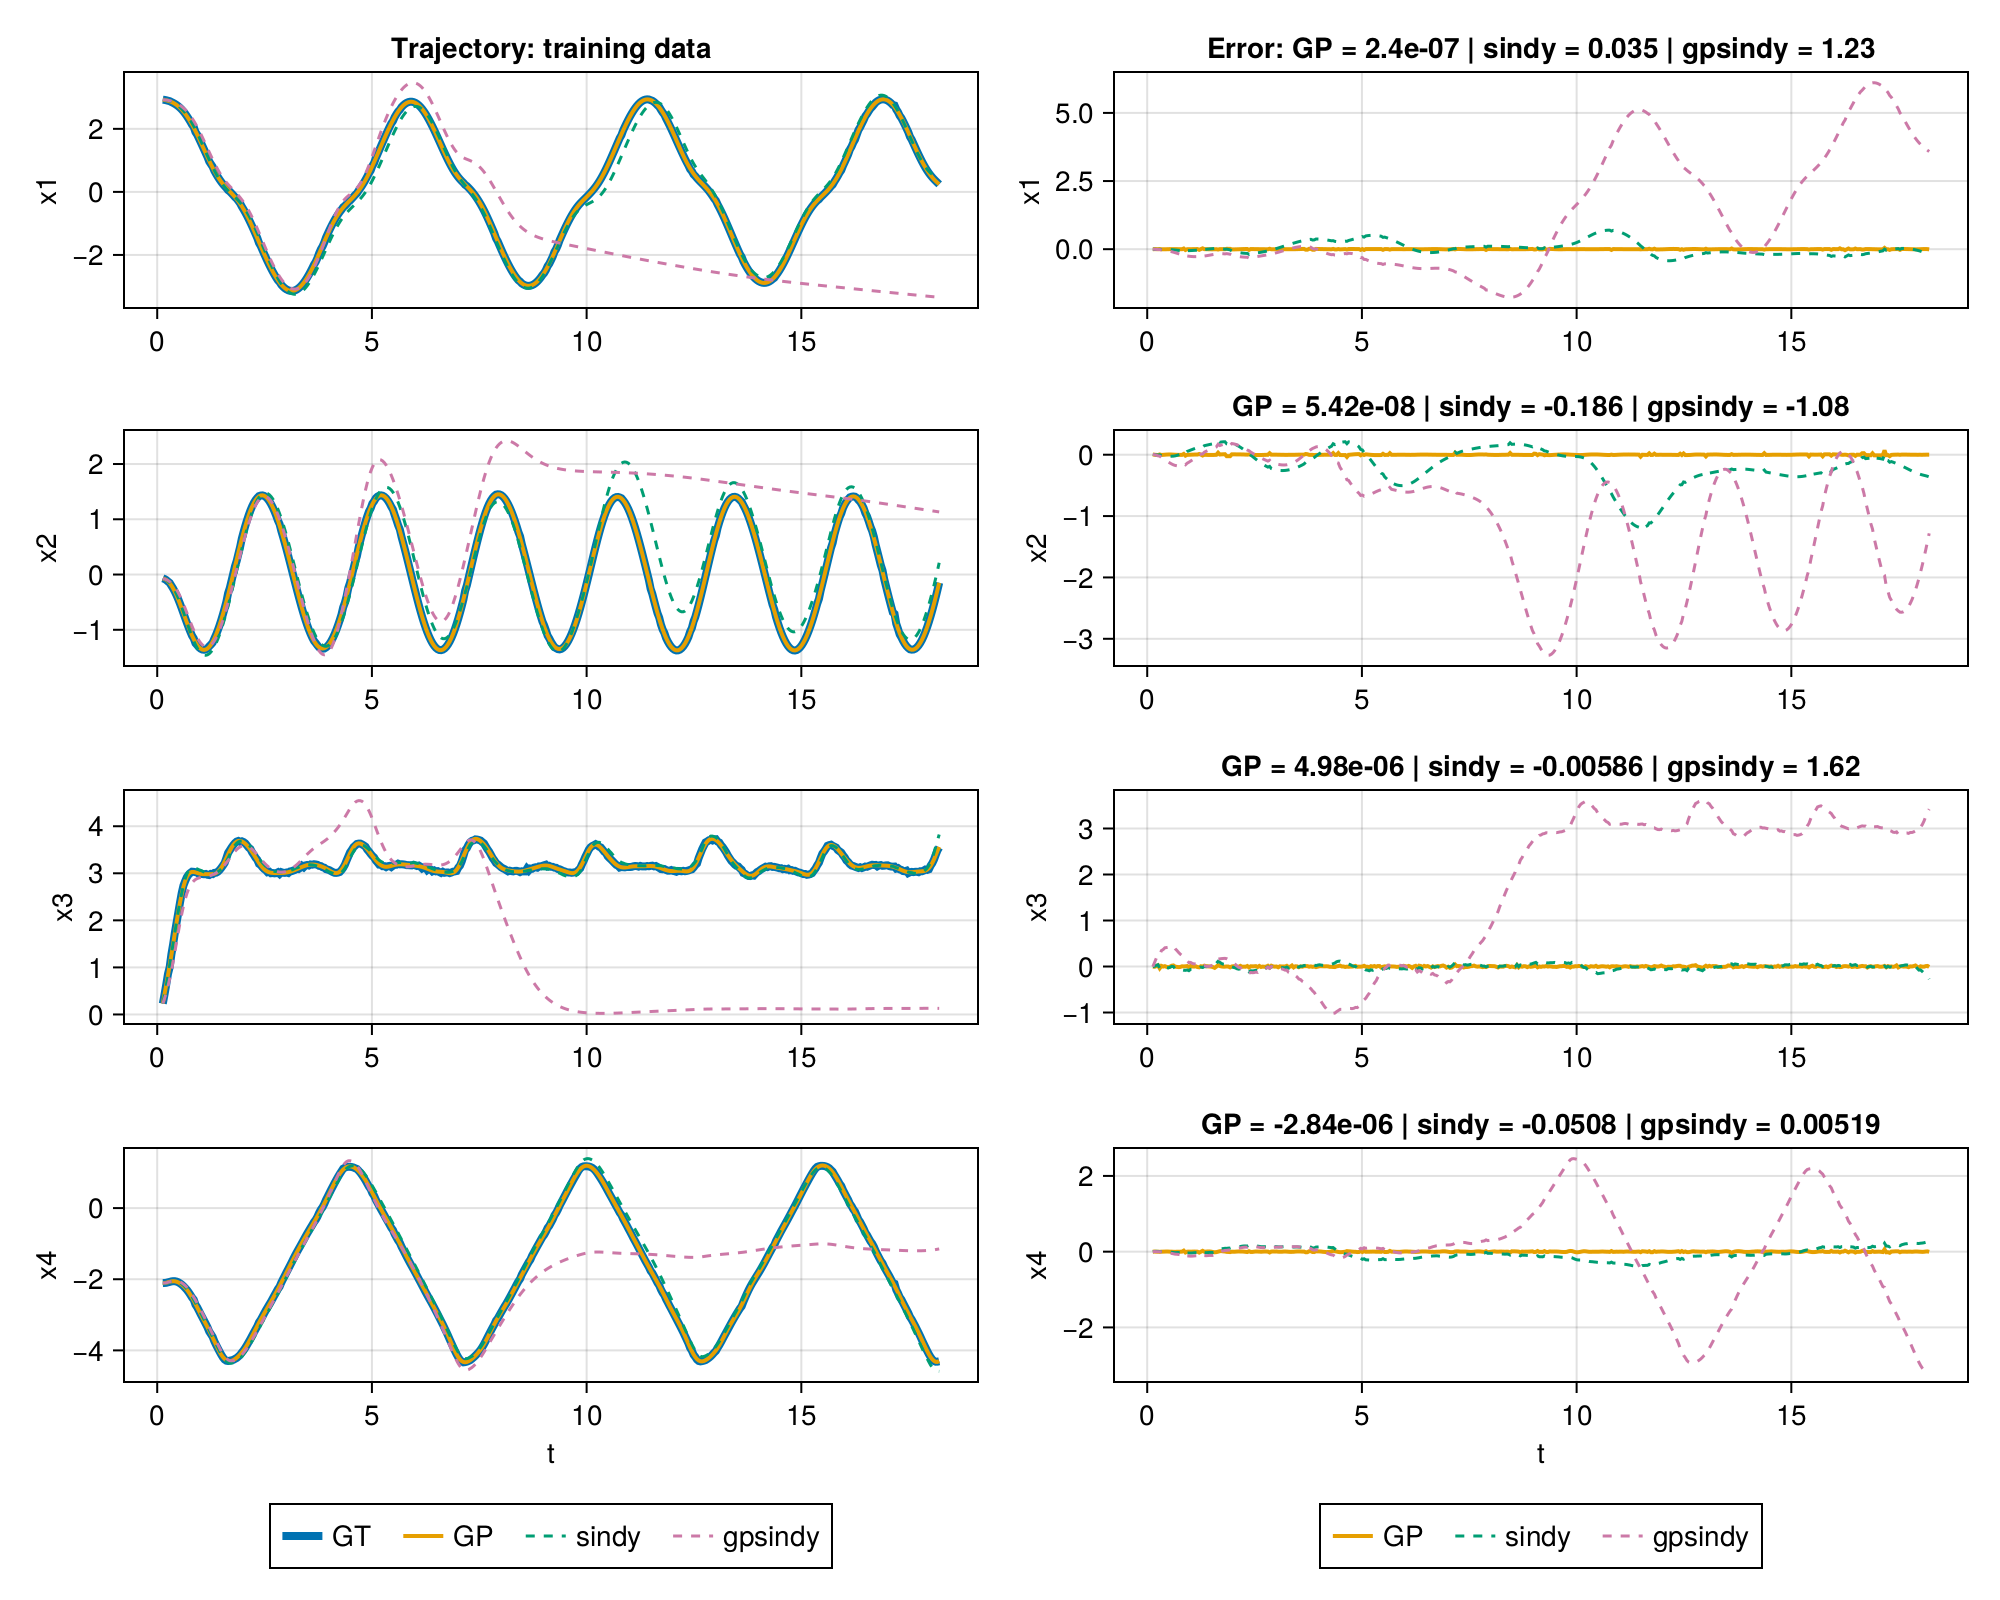 Trajectory: training data
x1
2
0
−2
0 5 10 15
Error: GP = 2.4e-07 | sindy = 0.035 | gpsindy = 1.23
x1
5.0
2.5
0.0
0 5 10 15
x2
2
1
0
−1
0 5 10 15
GP = 5.42e-08 | sindy = -0.186 | gpsindy = -1.08
x2
0
−1
−2
−3
0 5 10 15
x3
4
3
2
1
0
0 5 10 15
GP = 4.98e-06 | sindy = -0.00586 | gpsindy = 1.62
x3
3
2
1
0
−1
0 5 10 15
x4
0
−2
−4
0 5 10 15
t
GP = -2.84e-06 | sindy = -0.0508 | gpsindy = 0.00519
x4
2
0
−2
0 5 10 15
t
GT GP sindy gpsindy
GP sindy gpsindy